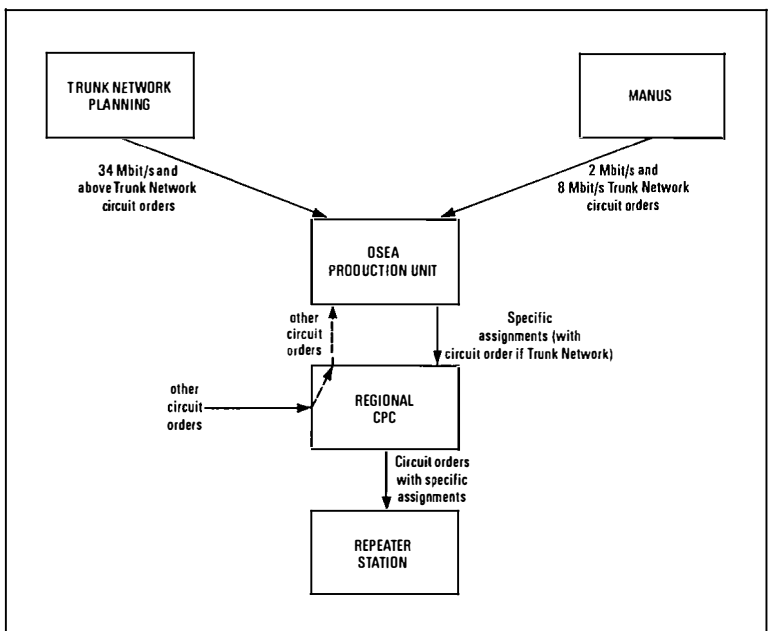 TRUNK NETWORK
PLANNING
MANUS
34 Mbit/s and
above Trunk Network
circuit orders
2 Mbit/s and
8 Mbit/s Trunk Network
circuit orders
OSEA
PRODUCTION UNIT
other
circuit
orders
Specific
assignments (with
circuit order if Trunk Network)
other
circuit
orders
REGIONAL
CPC
Circuit orders
with specific
assignments
REPEATER
STATION